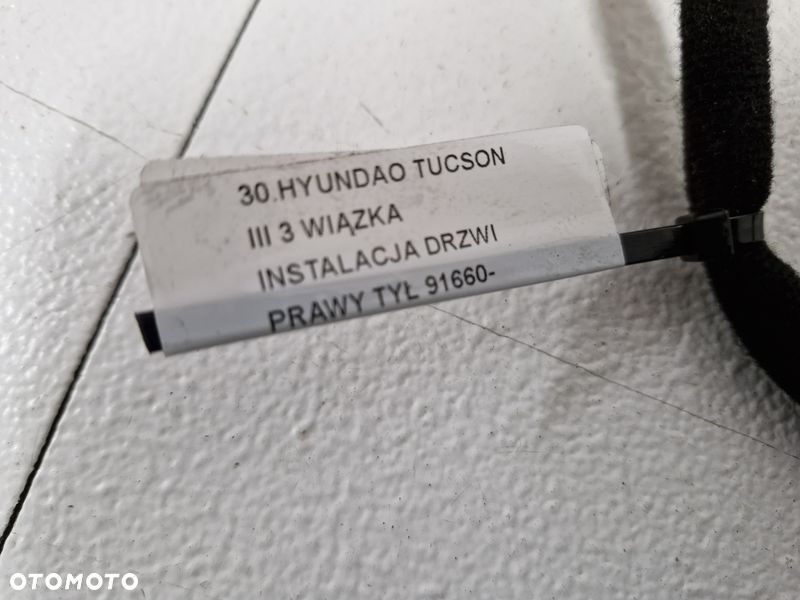 30.HYUNDAO TUCSON
III 3 WIĄZKA
INSTALACJA DRZWI
PRAWY TYŁ 91660-
OTOMOTO